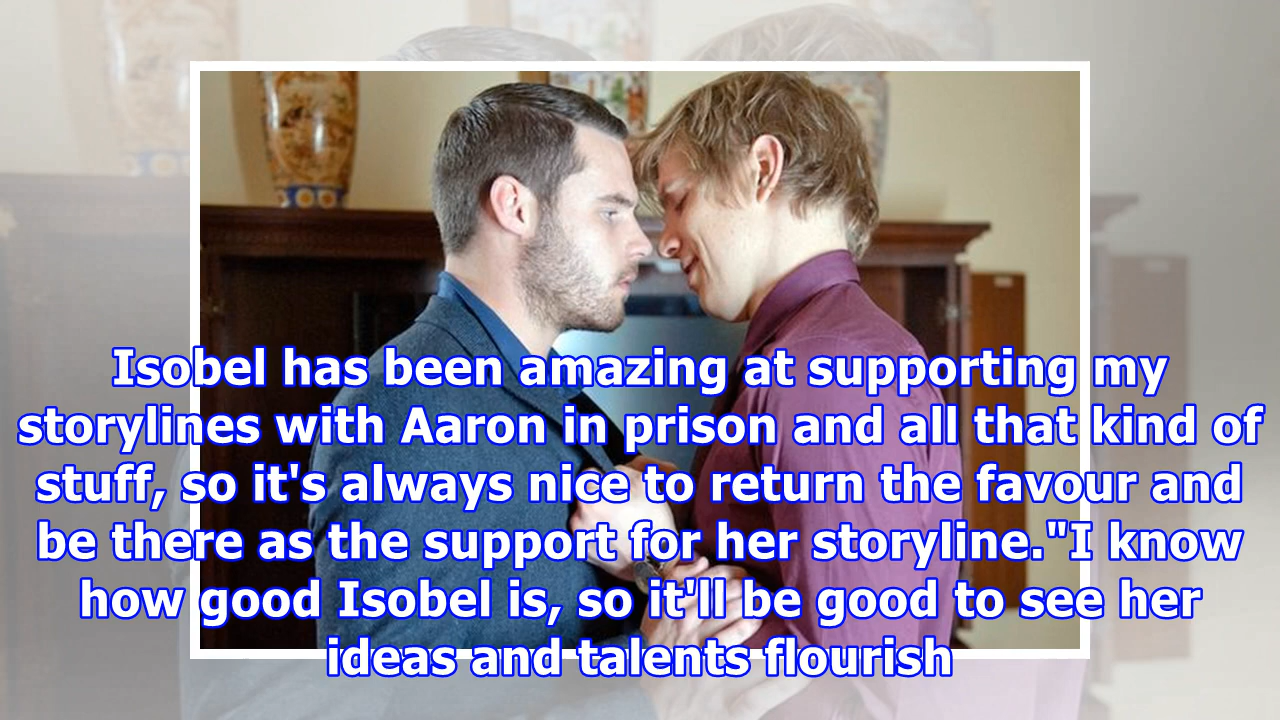 Isobel has been amazing at supporting my
storylines with Aaron in prison and all that kind of
stuff, so it's always nice to return the favour and
be there as the support for her storyline."I know
how good Isobel is, so it'll be good to see her
ideas and talents flourish